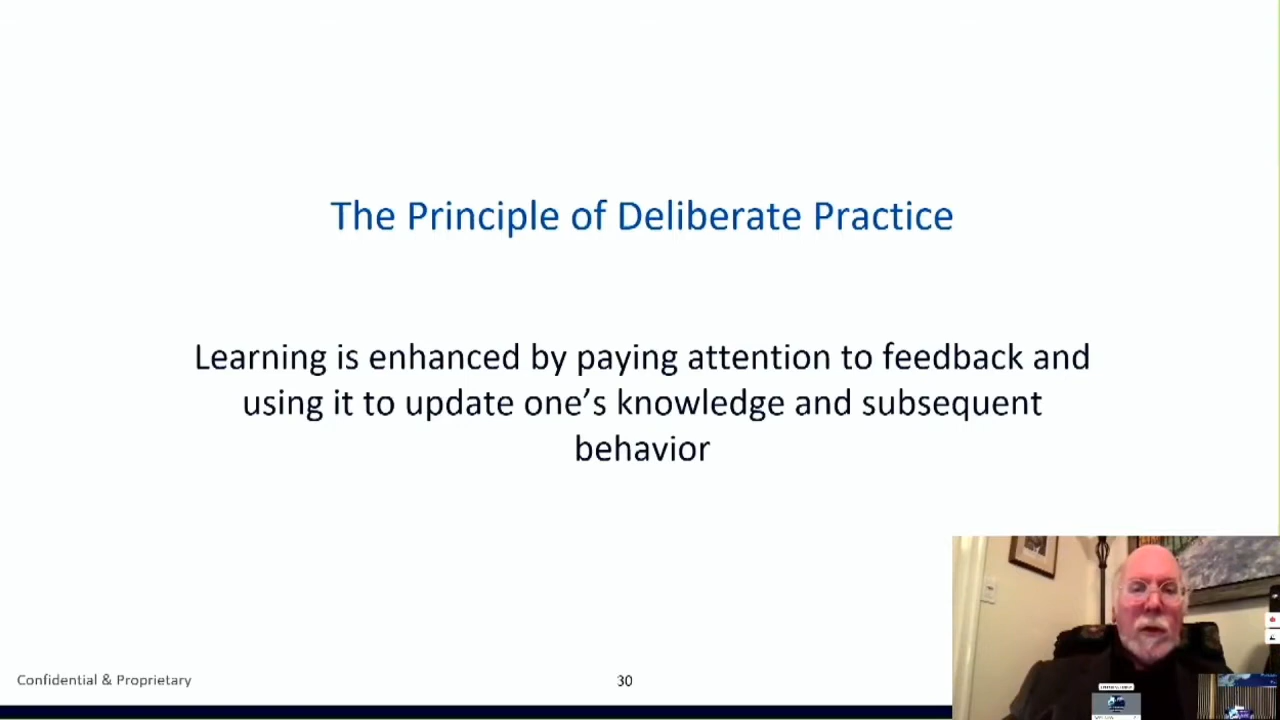 The Principle of Deliberate Practice
Learning is enhanced by paying attention to feedback and
using it to update one’s knowledge and subsequent
behavior
Confidential & Proprietary
30